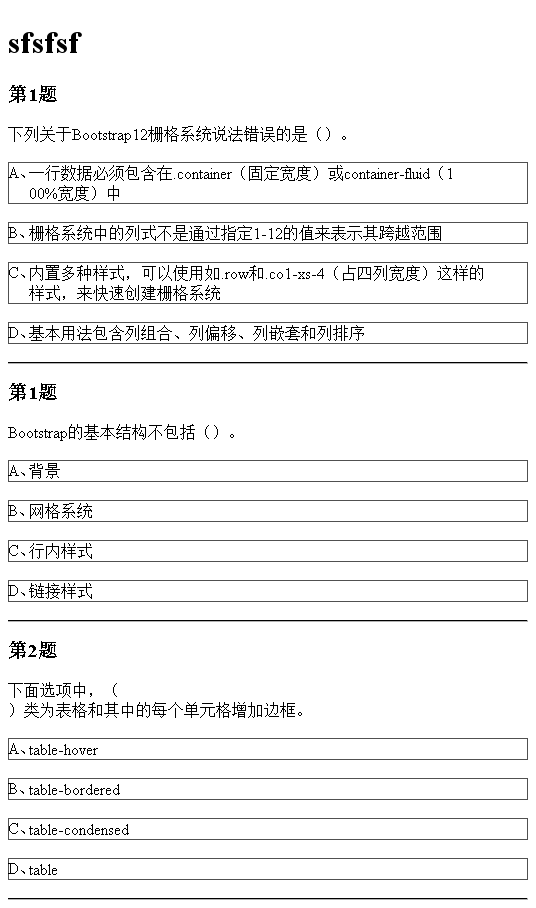 sfsfsf
第1题
下列关于Bootstrap12栅格系统说法错误的是（）。
A、一行数据必须包含在.container（固定宽度）或container-fluid（1
00%宽度）中
B、栅格系统中的列式不是通过指定1-12的值来表示其跨越范围
C、内置多种样式，可以使用如.row和.co1-xs-4（占四列宽度）这样的
样式，来快速创建栅格系统
D、基本用法包含列组合、列偏移、列嵌套和列排序
第1题
Bootstrap的基本结构不包括（）。
A、背景
B、网格系统
C、行内样式
D、链接样式
第2题
下面选项中，（
）类为表格和其中的每个单元格增加边框。
A、table-hover
B、table-bordered
C、table-condensed
D、table